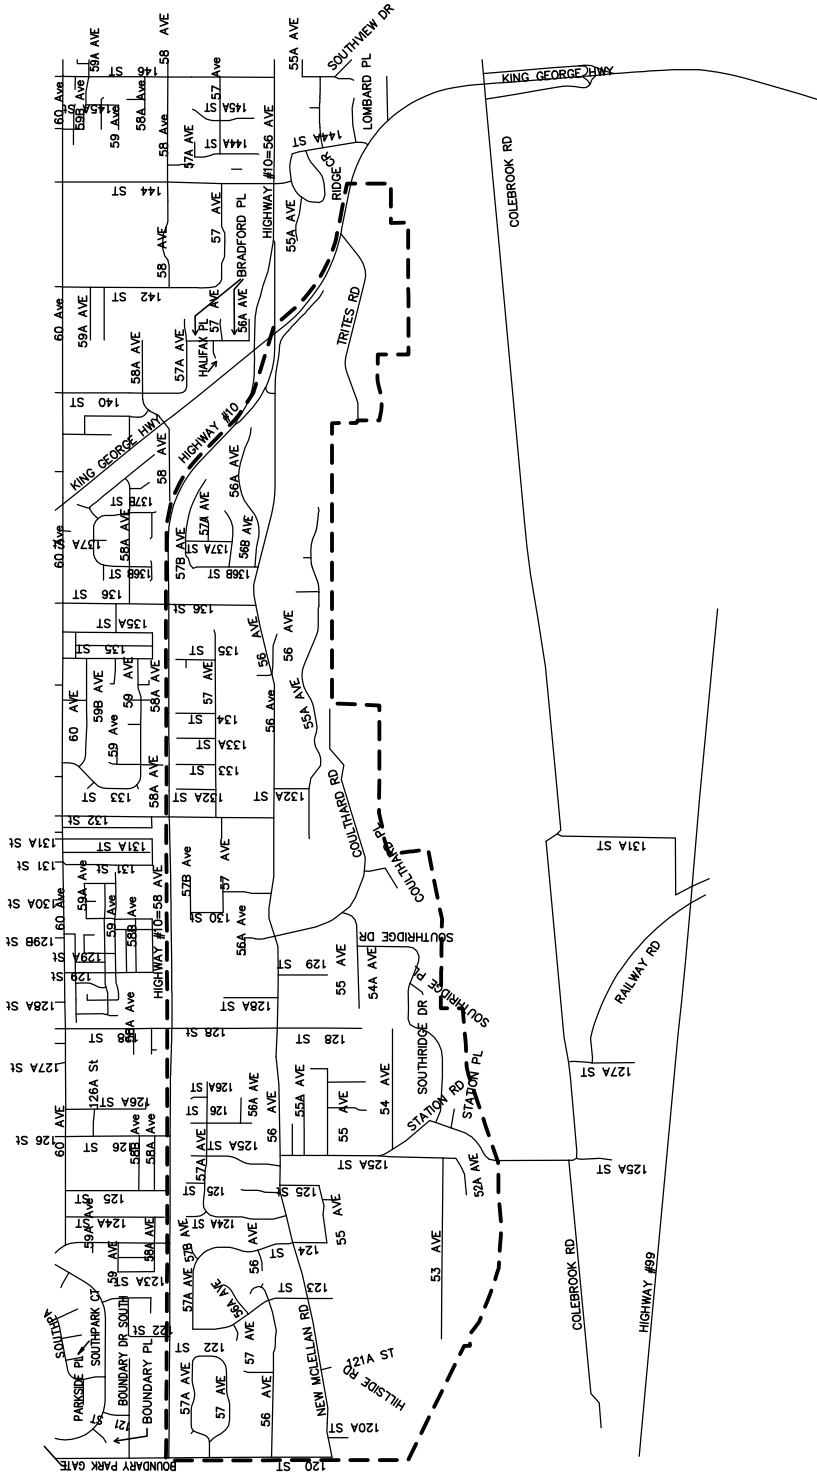 SOUTHVIEW DR
58 AVE
59A AVE
55A AVE
LOMBARD PL
146 ST
57 AVE
KING GEORGE HWY
60 Ave
59B AVE
58A AVE
145A ST
145A St
59 AVE
HIGHWAY #10=56 AVE
58 AVE
57A AVE
144A ST
144A ST
COLEBROOK RD
RIDGE CR
144 ST
BRADFORD PL
57 AVE
55A AVE
58 AVE
142 ST
60 Ave
59A AVE
57 AVE
56A AVE
TRITES RD
58A AVE
57A AVE
HALIFAX PL
140 ST
HIGHWAY #10
KING GEORGE HWY
58 AVE
56A AVE
137B ST
57A AVE
60 Ave
137A
58A AVE
57B AVE
137A ST
56B AVE
136B ST
136B ST
136 ST
136 St
135A ST
56 AVE
56 AVE
135 ST
135 ST
60 AVE
59B AVE
59 AVE
58A AVE
57 AVE
56 Ave
55A AVE
134 ST
59 Ave
133A ST
133 ST
58A AVE
133 ST
132A ST
132A ST
COULTHARD RD
132 St
131A St
131A ST
131A ST
COULTHARD PL
131 St
131 St
57B Ave
57 AVE
130A St
60 AVE
59A AVE
59 AVE
58B AVE
HIGHWAY #10=58 AVE
130 St
56A Ave
129B St
SOUTHRIDGE DR
129A St
129 St
129 ST
55 AVE
54A AVE
SOUTHRIDGE PL
RAILWAY RD
128A St
58A Ave
128A ST
SOUTHRIDGE DR
128 St
128 St
128 ST
127A St
127A ST
126A St
126A ST
126A ST
STATION PL
STATION RD
54 AVE
55 AVE
55A AVE
56 AVE
56A AVE
126 ST
126 St
60 AVE
126 ST
58B Ave
58A Ave
125A ST
57A AVE
125A ST
125A ST
52A AVE
125 ST
125 ST
125 St
124A ST
59A Ave
124A ST
55 AVE
53 AVE
59 AVE
58A AVE
57B AVE
56 AVE
124 ST
COLEBROOK RD
HIGHWAY #99
123A ST
57A AVE
56A AVE
123 ST
NEW MCLELLAN RD
SOUTHPA
SOUTHPARK CT
PARKSIDE PL
BOUNDARY DR SOUTH
122 St
BOUNDARY PL
122 ST
57 AVE
121A ST
HILLSIDE RD
57A AVE
57 AVE
56 AVE
121 ST
120A ST
BOUNDARY PARK GATE
120 ST